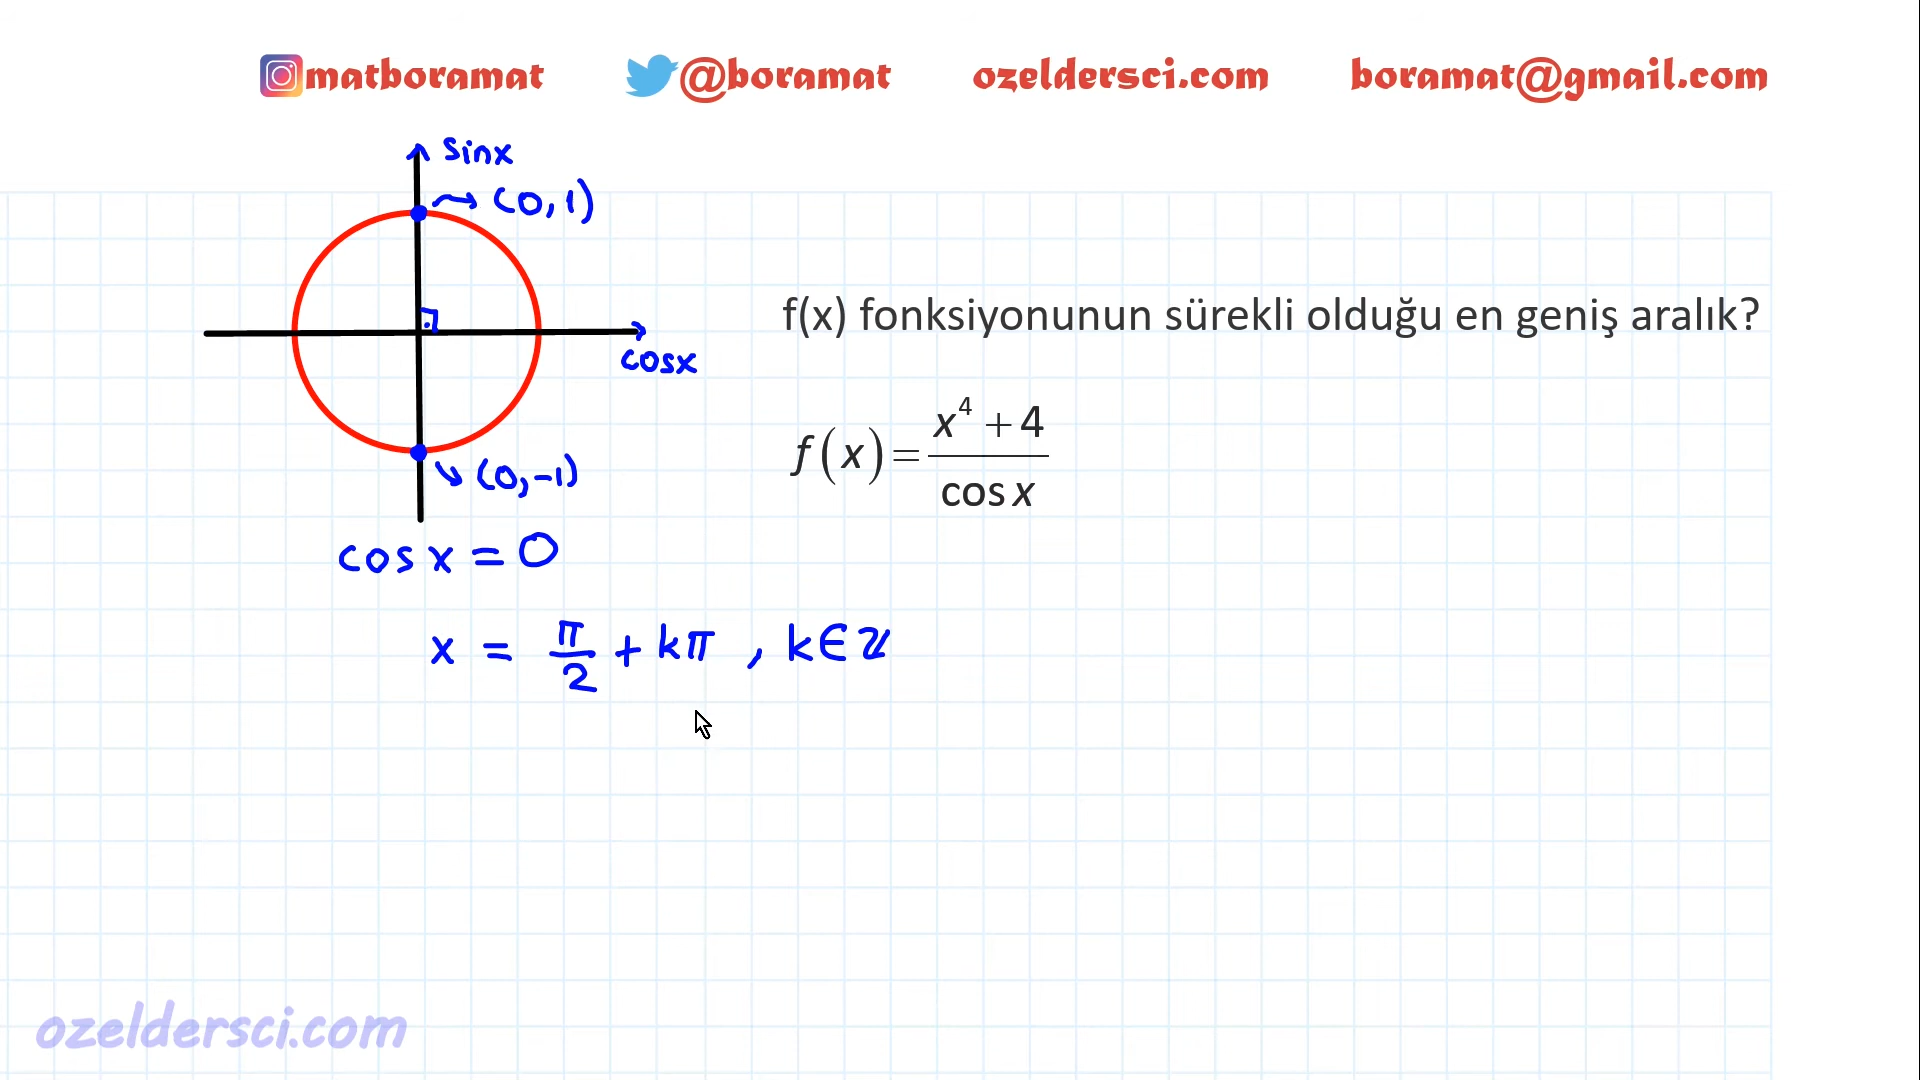 matboramat @boramat ozeldersci.com boramat@gmail.com
sinx
(0,1)
cosx
(0,-1)
cos x = 0
x = π/2 + kπ , k∈ℤ
f(x) fonksiyonunun sürekli olduğu en geniş aralık?
f(x) = (x⁴ + 4)/(cos x)
ozeldersci.com